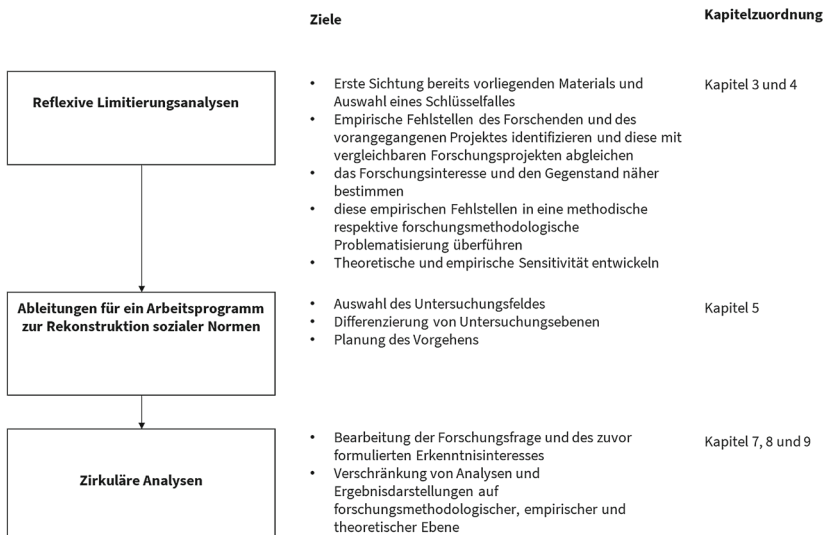 Ziele
Kapitelzuordnung
Reflexive Limitierungsanalysen
• Erste Sichtung bereits vorliegenden Materials und
Auswahl eines Schlüsselfalles
• Empirische Fehlstellen des Forschenden und des
vorangegangenen Projektes identifizieren und diese mit
vergleichbaren Forschungsprojekten abgleichen
• das Forschungsinteresse und den Gegenstand näher
bestimmen
• diese empirischen Fehlstellen in eine methodische
respektive forschungsmethodologische
Problematisierung überführen
• Theoretische und empirische Sensitivität entwickeln
Kapitel 3 und 4
Ableitungen für ein Arbeitsprogramm
zur Rekonstruktion sozialer Normen
• Auswahl des Untersuchungsfeldes
• Differenzierung von Untersuchungsebenen
• Planung des Vorgehens
Kapitel 5
Zirkuläre Analysen
• Bearbeitung der Forschungsfrage und des zuvor
formulierten Erkenntnisinteresses
• Verschränkung von Analysen und
Ergebnisdarstellungen auf
forschungsmethodologischer, empirischer und
theoretischer Ebene
Kapitel 7, 8 und 9